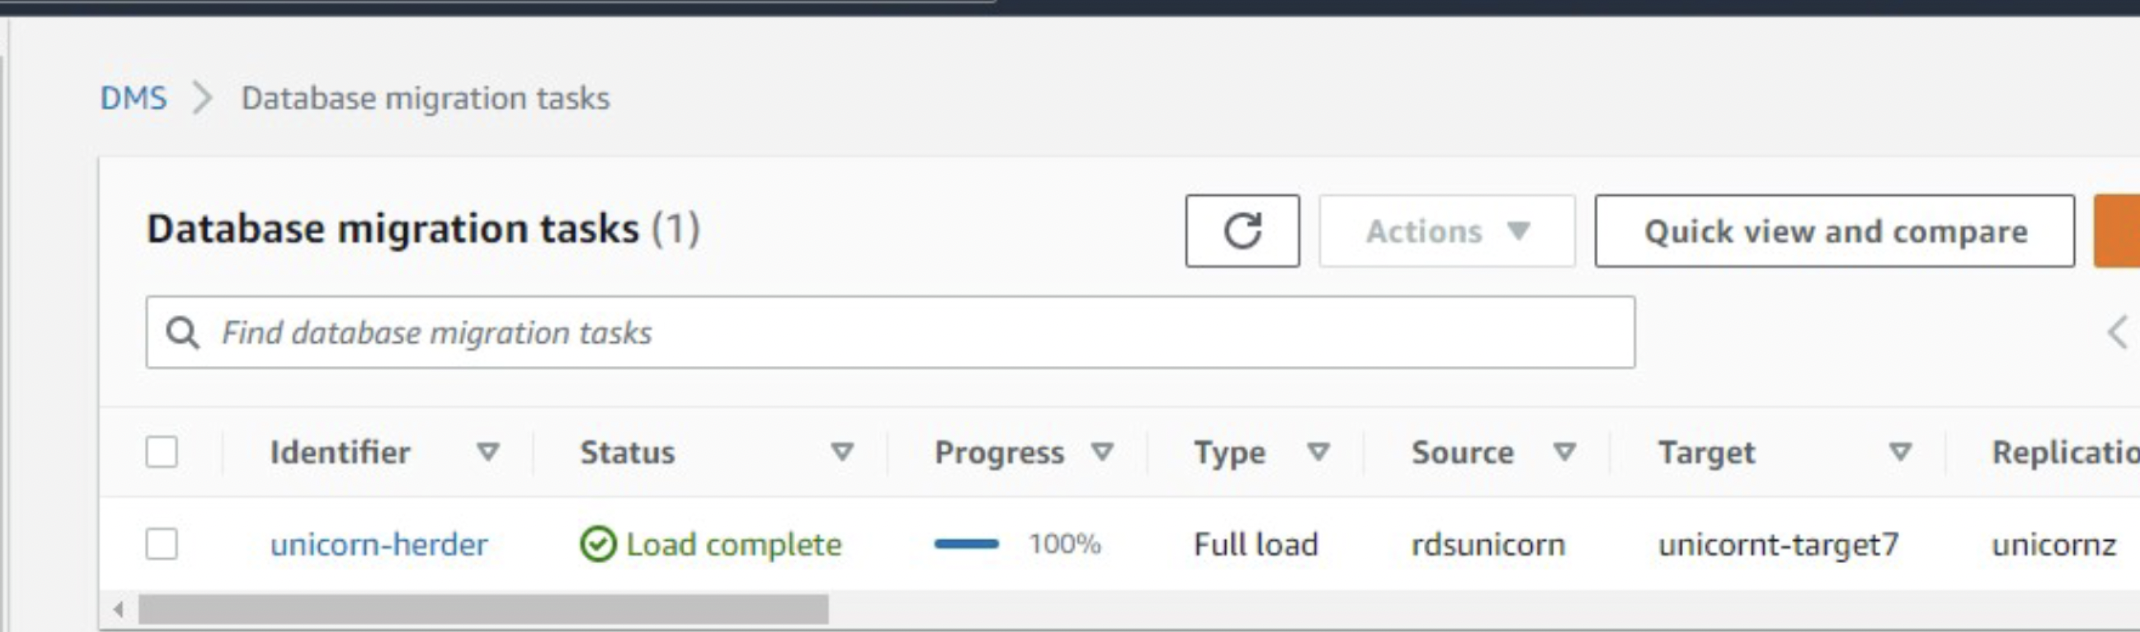 DMS > Database migration tasks
Database migration tasks (1)
Actions
Quick view and compare
Find database migration tasks
Identifier Status Progress Type Source Target
unicorn-herder Load complete 100% Full load rdsunicorn unicornt-target7 unicornz